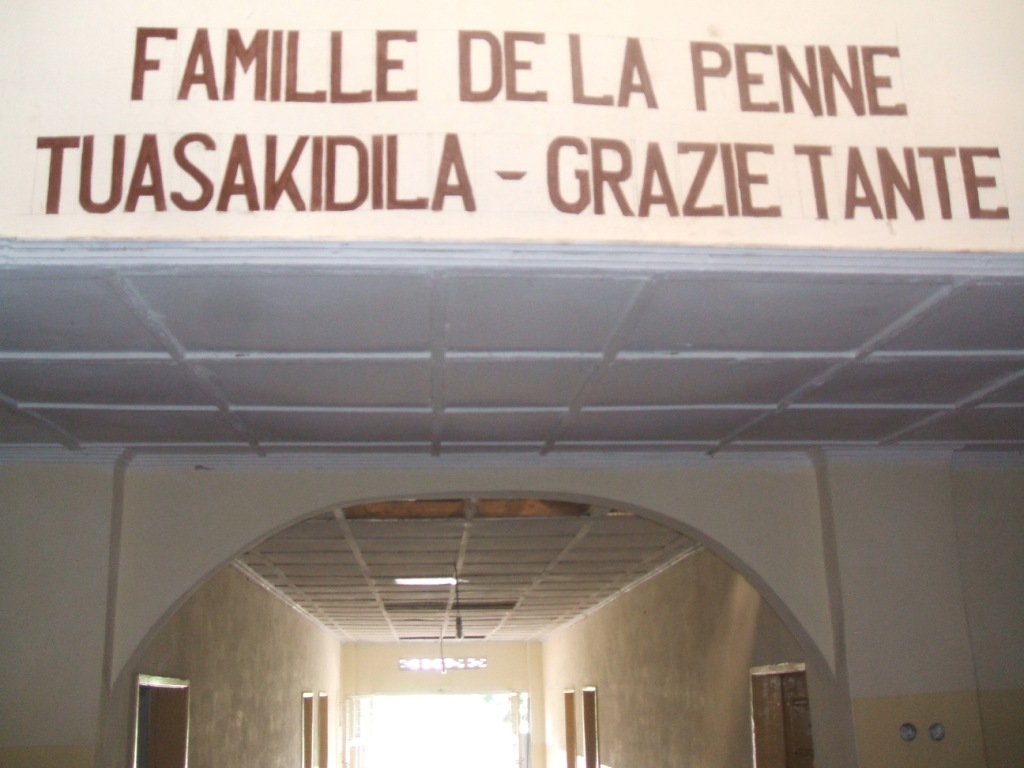 FAMILLE DE LA PENNE
TUASAKIDILA - GRAZIE TANTE